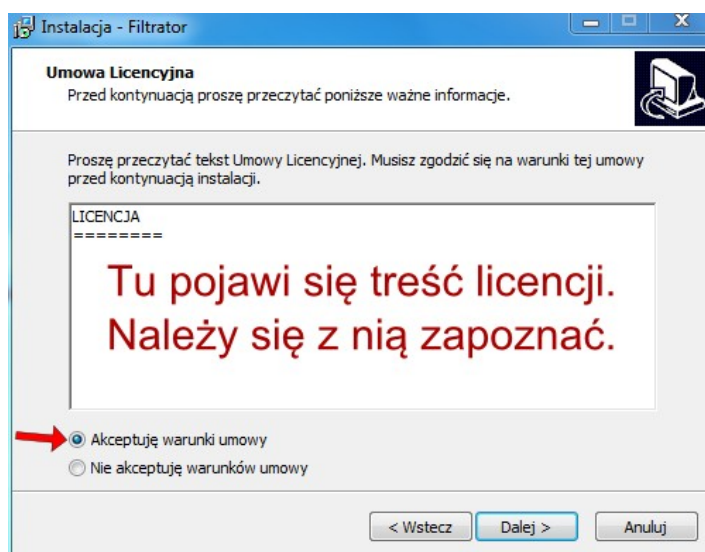 Instalacja - Filtrator
Umowa Licencyjna
Przed kontynuacją proszę przeczytać poniższe ważne informacje.
Proszę przeczytać tekst Umowy Licencyjnej. Musisz zgodzić się na warunki tej umowy
przed kontynuacją instalacji.
LICENCJA
========
Tu pojawi się treść licencji.
Należy się z nią zapoznać.
Akceptuję warunki umowy
Nie akceptuję warunków umowy
< Wstecz Dalej > Anuluj